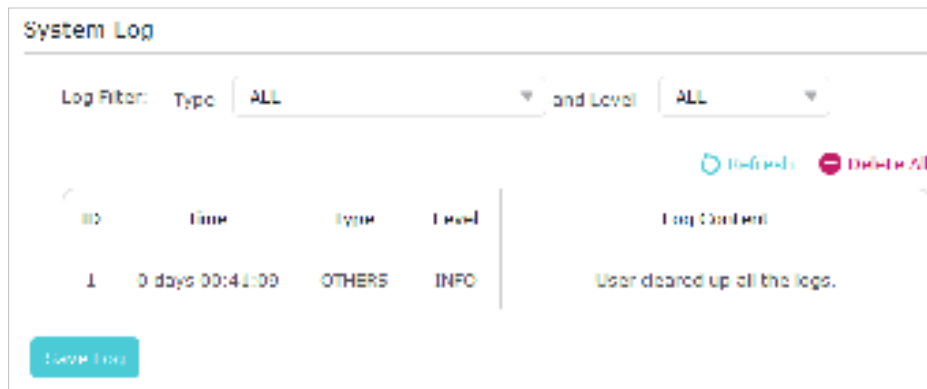 System Log
Log Filter: Type ALL and Level ALL
Refresh Delete All
ID Time Type Level Log Content
1 0 days 00:41:09 OTHERS INFO User cleared up all the logs.
Save Log